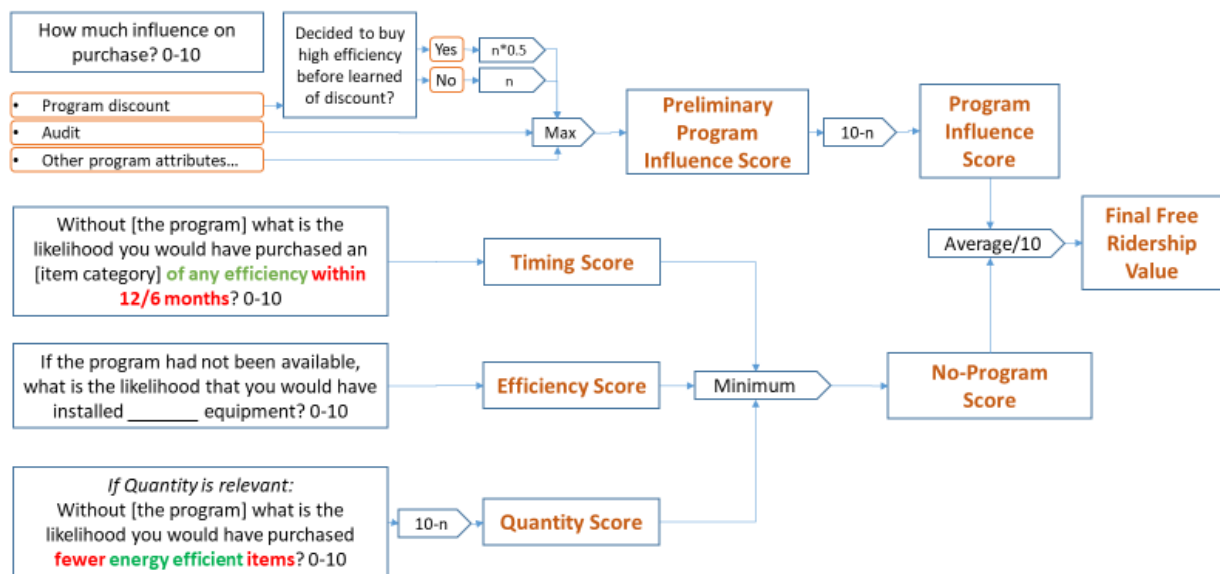 How much influence on
purchase? 0-10
• Program discount
• Audit
• Other program attributes...
Decided to buy
high efficiency
before learned
of discount?
Yes
n*0.5
No
n
Max
Preliminary
Program
Influence Score
10-n
Program
Influence
Score
Without [the program] what is the
likelihood you would have purchased an
[item category] of any efficiency within
12/6 months? 0-10
Timing Score
Average/10
Final Free
Ridership
Value
If the program had not been available,
what is the likelihood that you would have
installed _______ equipment? 0-10
Efficiency Score
Minimum
No-Program
Score
If Quantity is relevant:
Without [the program] what is the
likelihood you would have purchased
fewer energy efficient items? 0-10
10-n
Quantity Score